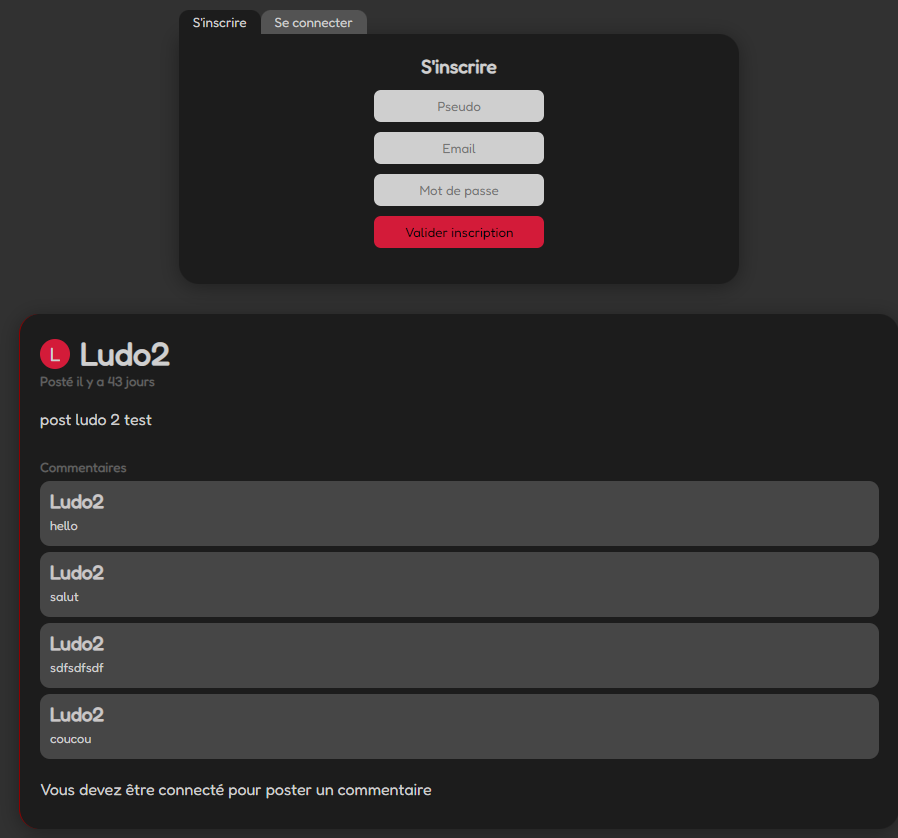 S'inscrire
Se connecter
S'inscrire
Pseudo
Email
Mot de passe
Valider inscription
L
Ludo2
Posté il y a 43 jours
post ludo 2 test
Commentaires
Ludo2
hello
Ludo2
salut
Ludo2
sdfsdfsdf
Ludo2
coucou
Vous devez être connecté pour poster un commentaire